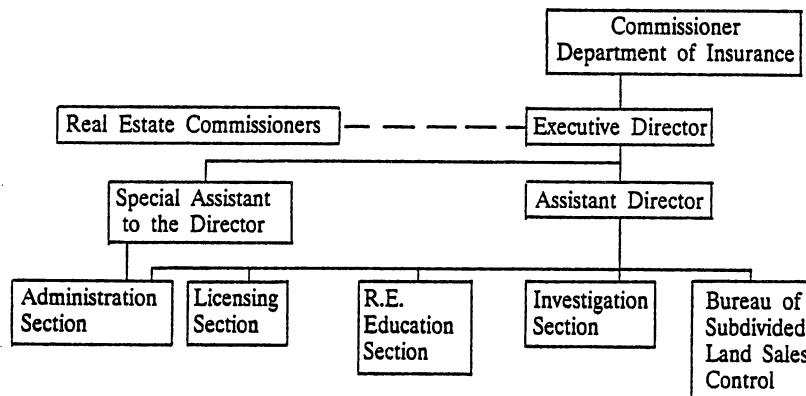 Commissioner
Department of Insurance
Real Estate Commissioners
Executive Director
Special Assistant
to the Director
Assistant Director
Administration
Section
Licensing
Section
R.E.
Education
Section
Investigation
Section
Bureau of
Subdivided
Land Sales
Control